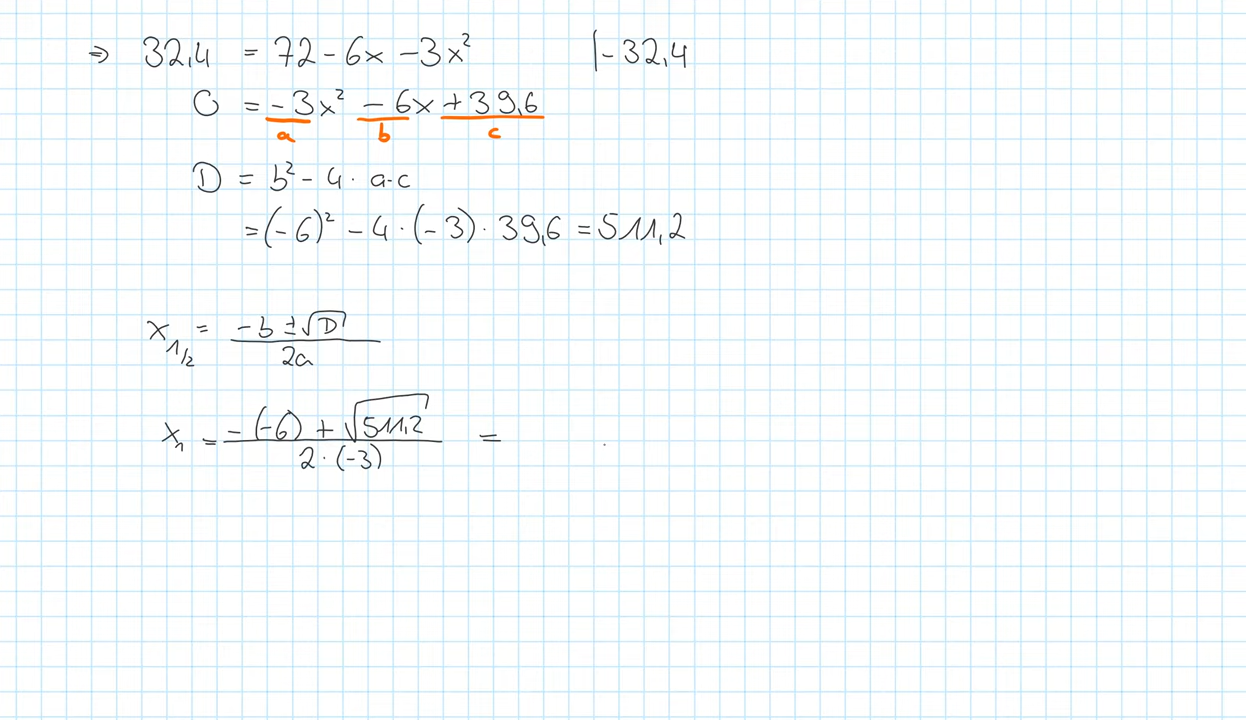 ⇒ 32,4 = 72 - 6x - 3x² |-32,4
0 = -3x² - 6x + 39,6
a b c
D = b² - 4 · a·c
= (-6)² - 4 · (-3) · 39,6 = 511,2
x₁/₂ = (-b ± √D) / 2a
x₁ = (-(-6) + √511,2) / (2 · (-3)) =